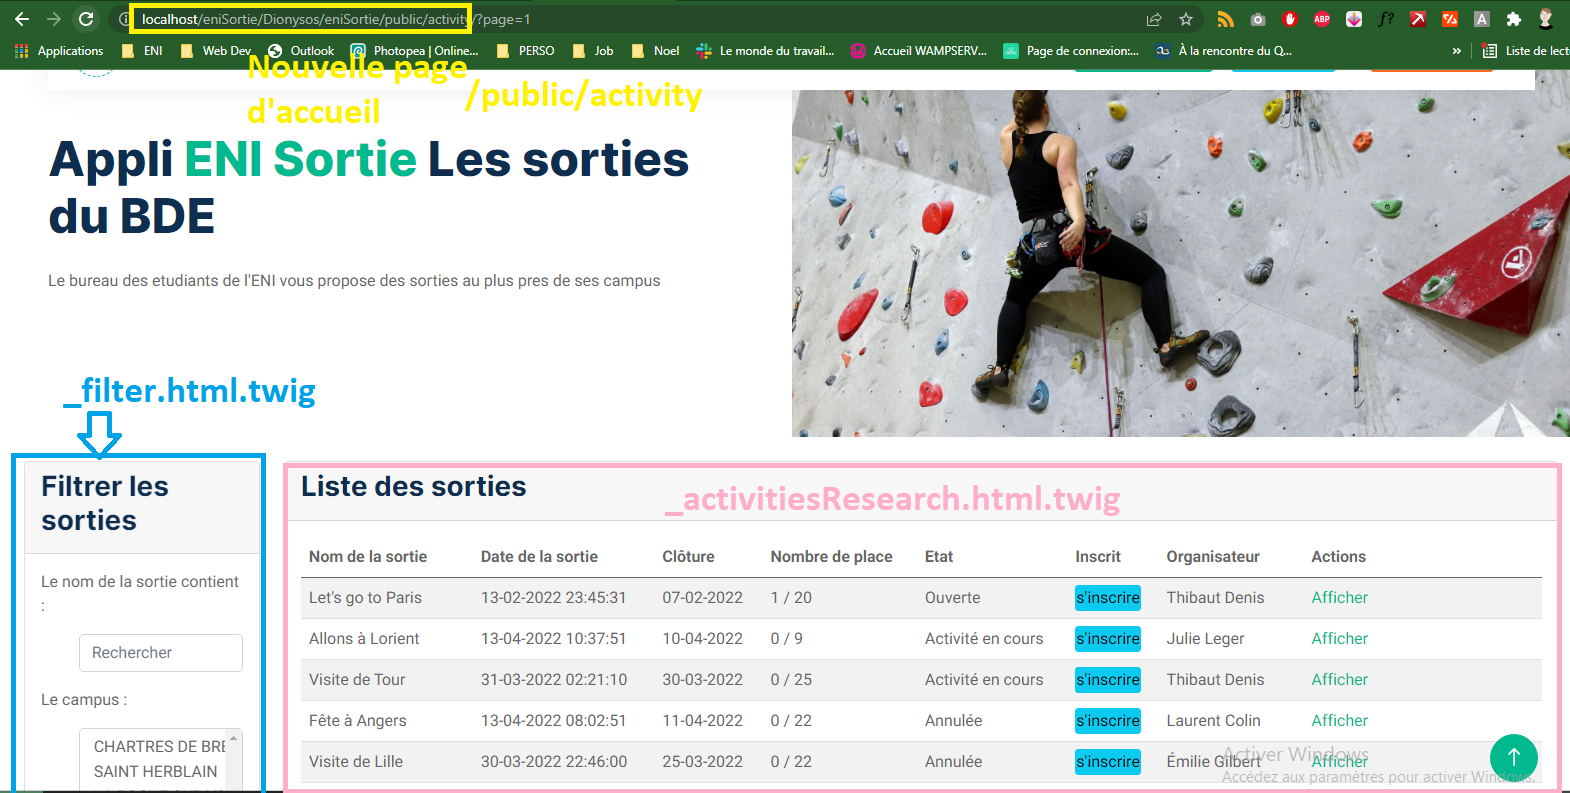 localhost/eniSortie/Dionysos/eniSortie/public/activity/?page=1
ABP
f?
A
Applications
ENI
Web Dev
Outlook
Photopea | Online...
PERSO
Job
Noel
Le monde du travail...
Accueil WAMPSERV...
Page de connexion:...
À la rencontre du Q...
»
Liste de lect
Nouvelle page
d'accueil
/public/activity
Appli ENI Sortie Les sorties
du BDE
Le bureau des etudiants de l'ENI vous propose des sorties au plus pres de ses campus
_filter.html.twig
Filtrer les
sorties
Le nom de la sortie contient
:
Rechercher
Le campus :
CHARTRES DE BRE
SAINT HERBLAIN
Liste des sorties
_activitiesResearch.html.twig
Nom de la sortie Date de la sortie Clôture Nombre de place Etat Inscrit Organisateur Actions
Let's go to Paris 13-02-2022 23:45:31 07-02-2022 1 / 20 Ouverte s'inscrire Thibaut Denis Afficher
Allons à Lorient 13-04-2022 10:37:51 10-04-2022 0 / 9 Activité en cours s'inscrire Julie Leger Afficher
Visite de Tour 31-03-2022 02:21:10 30-03-2022 0 / 25 Activité en cours s'inscrire Thibaut Denis Afficher
Fête à Angers 13-04-2022 08:02:51 11-04-2022 0 / 22 Annulée s'inscrire Laurent Colin Afficher
Visite de Lille 30-03-2022 22:46:00 25-03-2022 0 / 22 Annulée s'inscrire Émilie Gilbert Afficher
Activer Windows
Accédez aux paramètres pour activer Windows.